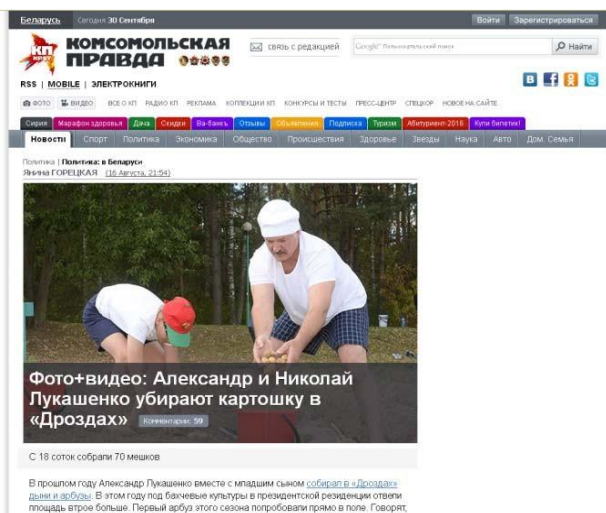 Беларусь Сегодня 30 Сентября Войти Зарегистрироваться
КП
КОМСОМОЛЬСКАЯ
ПРАВДА
связь с редакцией
Найти
RSS | MOBILE | ЭЛЕКТРОКНИГИ
ФОТО ВИДЕО ВСЕ О КП РАДИО КП РЕКЛАМА КОЛЛЕКЦИИ КП КОНКУРСЫ И ТЕСТЫ ПРЕСС-ЦЕНТР СПЕЦКОР НОВОЕ НА САЙТЕ
Сирия Марафон здоровья Дача Скидки Ва-банкъ Отзывы Объявления Подписка Туризм Абитуриент-2016 Купи билетик!
Новости Спорт Политика Экономика Общество Происшествия Здоровье Звезды Наука Авто Дом. Семья
Политика | Политика: в Беларуси
Янина ГОРЕЦКАЯ (16 Августа, 21:54)
Фото+видео: Александр и Николай
Лукашенко убирают картошку в
«Дроздах» Комментарии: 59
С 18 соток собрали 70 мешков
В прошлом году Александр Лукашенко вместе с младшим сыном собирал в «Дроздах»
дыни и арбузы. В этом году под бахчевые культуры в президентской резиденции отвели
площадь втрое больше. Первый арбуз этого сезона попробовали прямо в поле. Говорят,